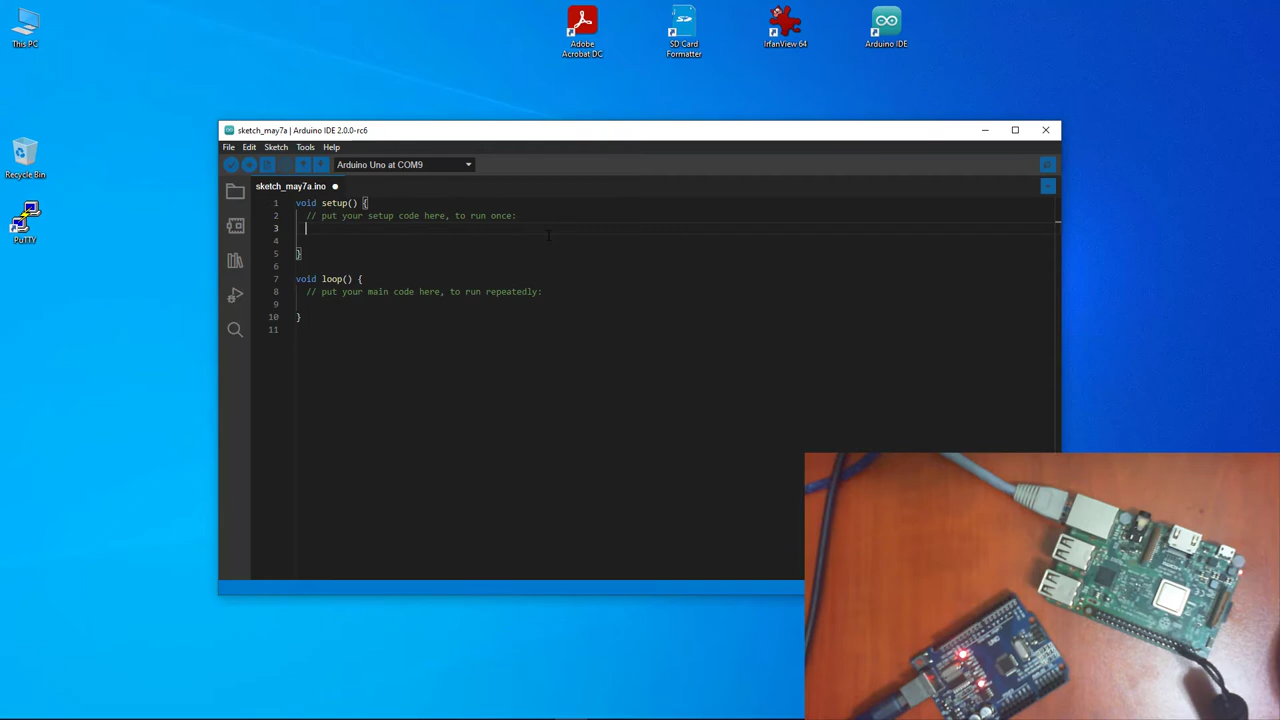 This PC
Adobe
Acrobat DC
SD Card
Formatter
IrfanView 64
Arduino IDE
Recycle Bin
PuTTY
sketch_may7a | Arduino IDE 2.0.0-rc6
File Edit Sketch Tools Help
Arduino Uno at COM9
sketch_may7a.ino
1 void setup() {
2 // put your setup code here, to run once:
3
4
5 }
6
7 void loop() {
8 // put your main code here, to run repeatedly:
9
10 }
11
UNO